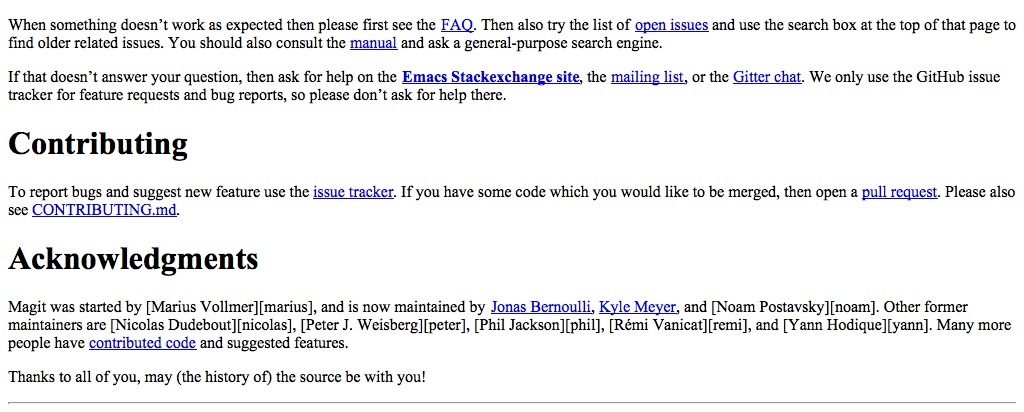 When something doesn’t work as expected then please first see the FAQ. Then also try the list of open issues and use the search box at the top of that page to
find older related issues. You should also consult the manual and ask a general-purpose search engine.
If that doesn’t answer your question, then ask for help on the Emacs Stackexchange site, the mailing list, or the Gitter chat. We only use the GitHub issue
tracker for feature requests and bug reports, so please don’t ask for help there.
Contributing
To report bugs and suggest new feature use the issue tracker. If you have some code which you would like to be merged, then open a pull request. Please also
see CONTRIBUTING.md.
Acknowledgments
Magit was started by [Marius Vollmer][marius], and is now maintained by Jonas Bernoulli, Kyle Meyer, and [Noam Postavsky][noam]. Other former
maintainers are [Nicolas Dudebout][nicolas], [Peter J. Weisberg][peter], [Phil Jackson][phil], [Rémi Vanicat][remi], and [Yann Hodique][yann]. Many more
people have contributed code and suggested features.
Thanks to all of you, may (the history of) the source be with you!